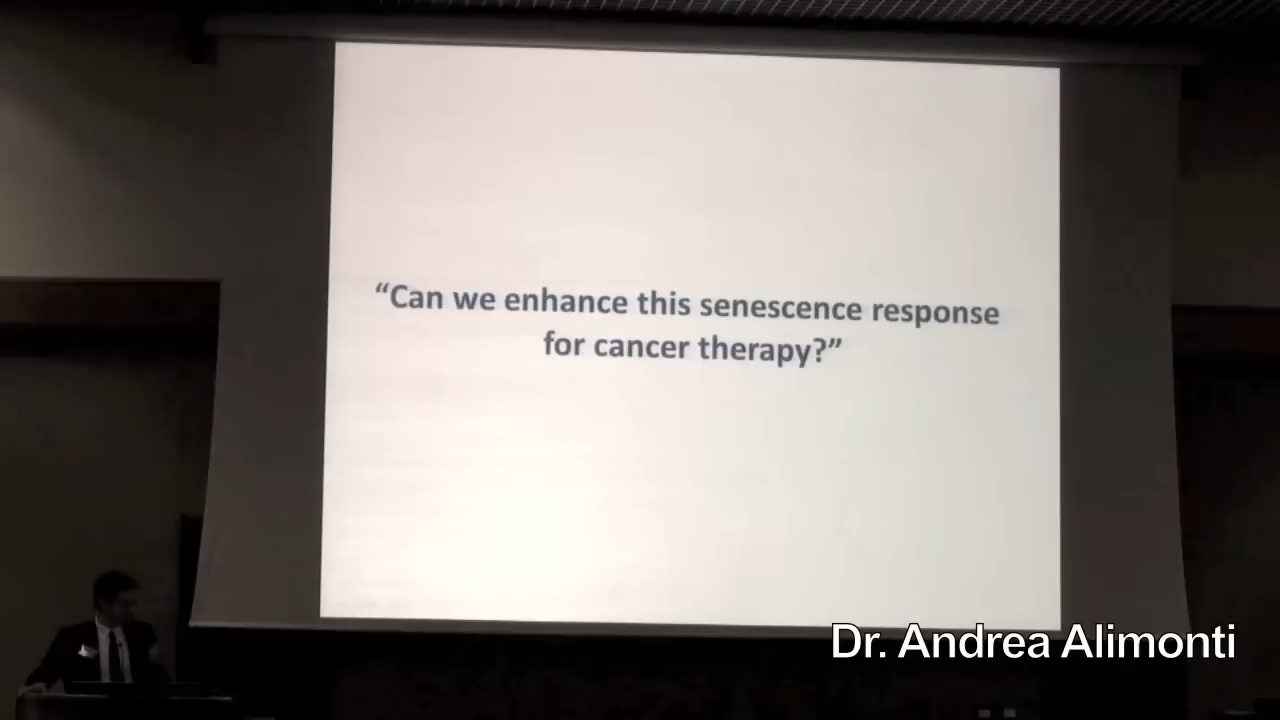 “Can we enhance this senescence response
for cancer therapy?”
Dr. Andrea Alimonti